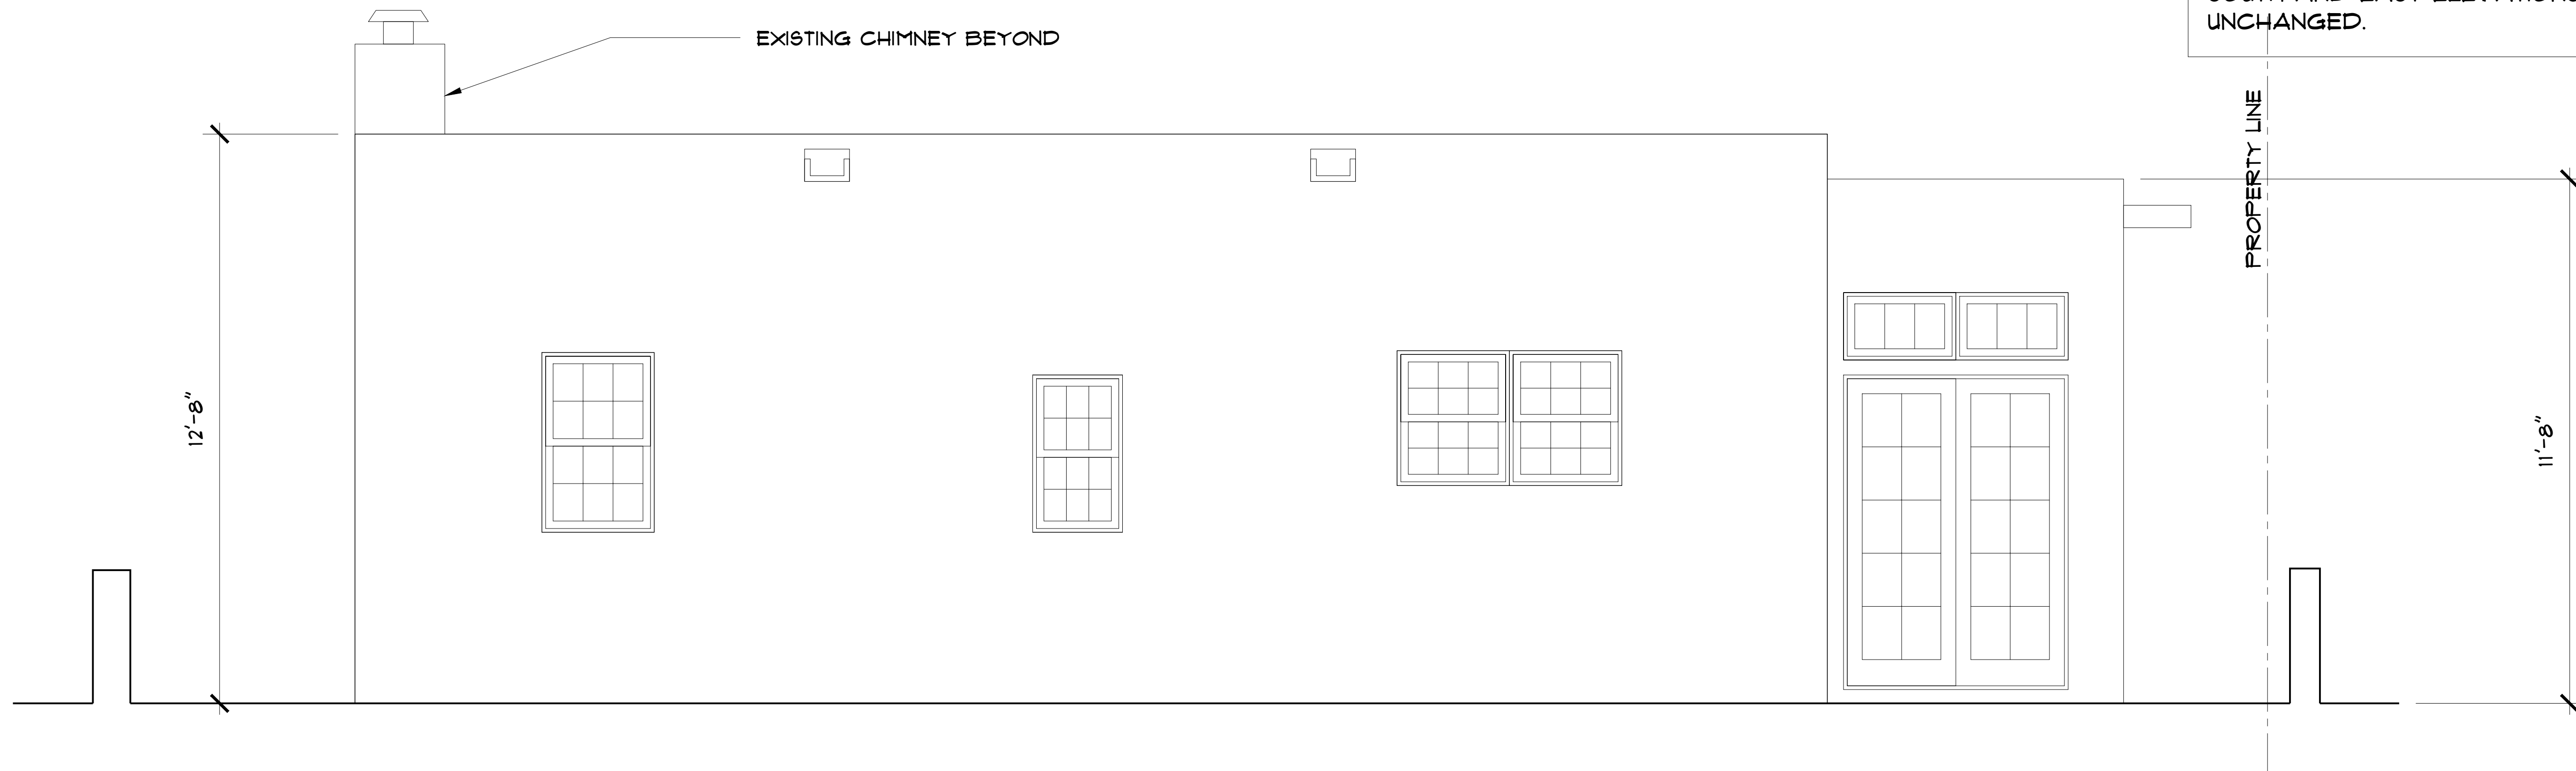 UNCHANGED.
EXISTING CHIMNEY BEYOND
PROPERTY LINE
12'-8"
11'-8"